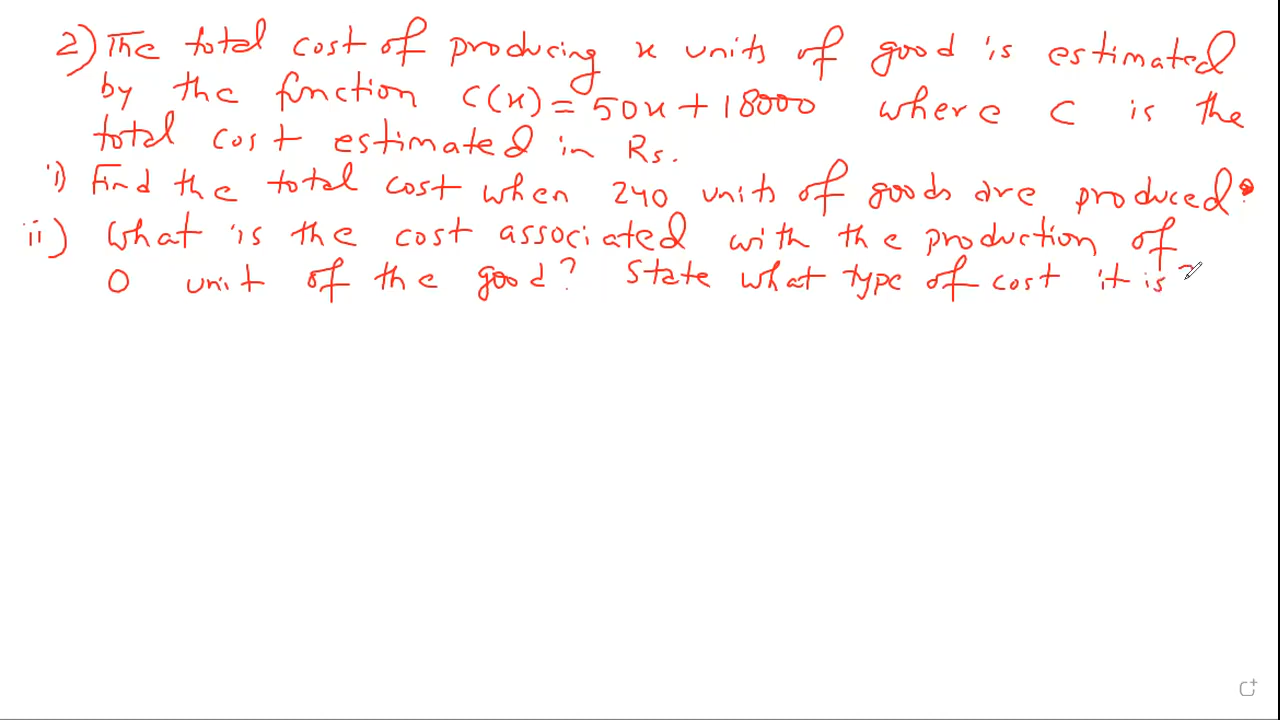 2) The total cost of producing x units of good is estimated
by the function C(x) = 50x + 18000 where C is the
total cost estimated in Rs.
i) Find the total cost when 240 units of goods are produced?
ii) What is the cost associated with the production of
0 unit of the good? State what type of cost it is?